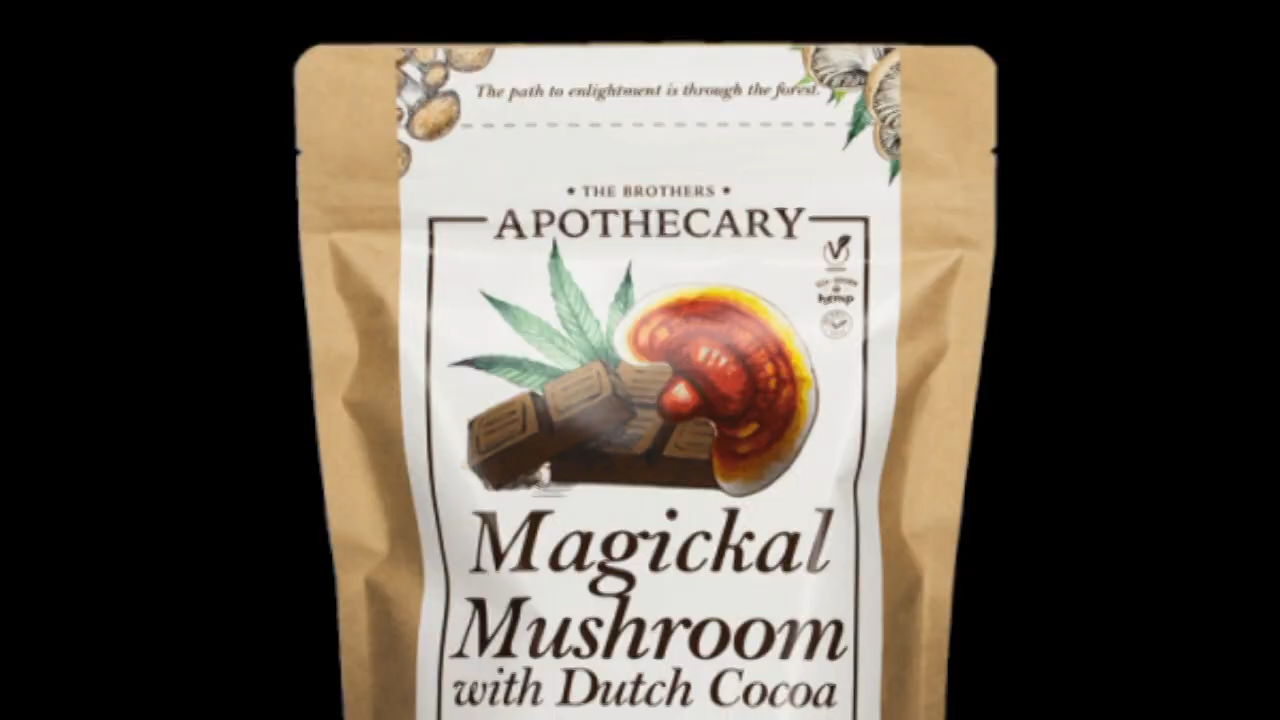 The path to enlightment is through the forest.
• THE BROTHERS •
APOTHECARY
hemp
Magickal
Mushroom
with Dutch Cocoa